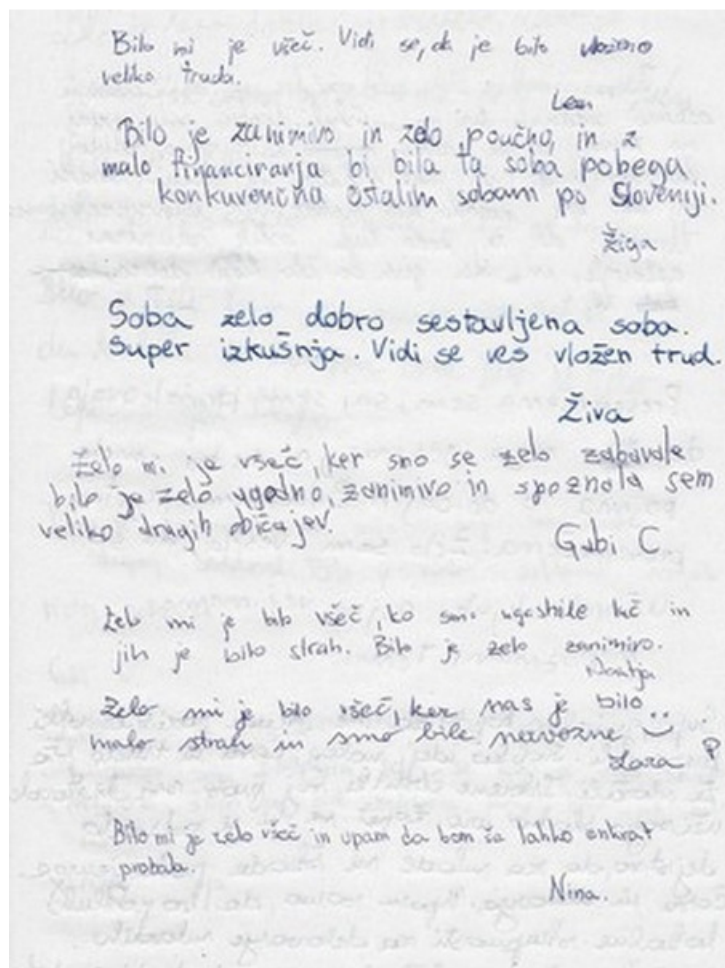 Bilo mi je všeč. Vidi se, da je bilo vloženo
veliko truda.
Bilo je zanimivo in zelo poučno, in z
malo financiranja bi bila ta soba pobega
konkurenčna ostalim sobam po Sloveniji.
Žiga
Soba zelo dobro sestavljena soba.
Super izkušnja. Vidi se ves vložen trud.
Živa
Zelo mi je všeč, ker smo se zelo zabavale
bilo je zelo ugodno, zanimivo in spoznala sem
veliko drugih običajev.
Gabi C
Zelo mi je bilo všeč, ko smo ugasnile luč in
jih je bilo strah. Bilo je zelo zanimivo.
Zelo mi je bilo všeč, ker nas je bilo
malo strah in smo bile nervozne
Lara
Bilo mi je zelo všeč in upam da bom še lahko enkrat
probala.
Nina.